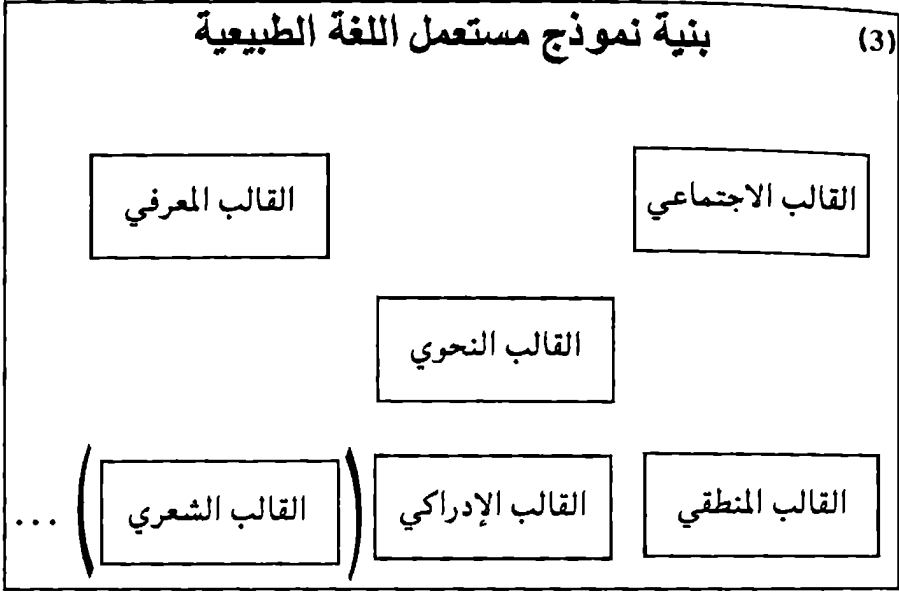 (3) بنية نموذج مستعمل اللغة الطبيعية
القالب الاجتماعي القالب المعرفي
القالب النحوي
القالب المنطقي القالب الإدراكي (القالب الشعري) ...